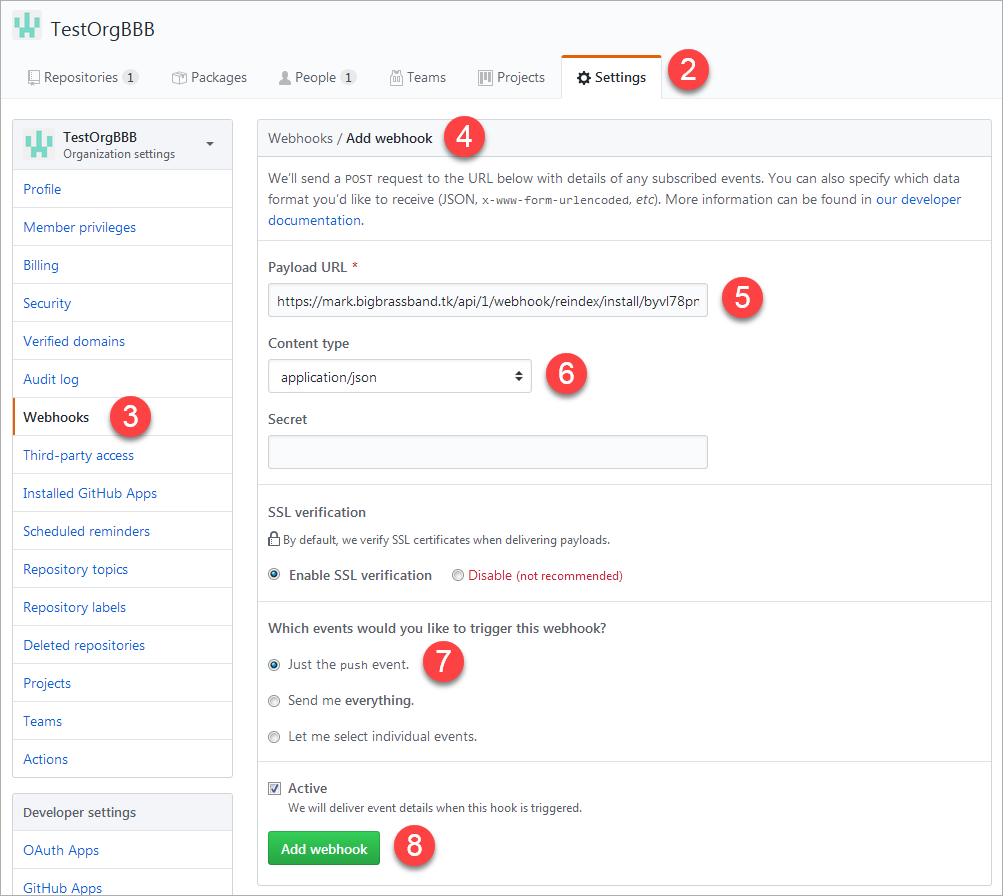 TestOrgBBB
Repositories 1 Packages People 1 Teams Projects Settings 2
TestOrgBBB
Organization settings
Profile
Member privileges
Billing
Security
Verified domains
Audit log
Webhooks 3
Third-party access
Installed GitHub Apps
Scheduled reminders
Repository topics
Repository labels
Deleted repositories
Projects
Teams
Actions
Developer settings
OAuth Apps
GitHub Apps
Webhooks / Add webhook 4
We'll send a POST request to the URL below with details of any subscribed events. You can also specify which data
format you'd like to receive (JSON, x-www-form-urlencoded, etc). More information can be found in our developer
documentation.
Payload URL *
https://mark.bigbrassband.tk/api/1/webhook/reindex/install/byvl78pr 5
Content type
application/json 6
Secret
SSL verification
By default, we verify SSL certificates when delivering payloads.
Enable SSL verification Disable (not recommended)
Which events would you like to trigger this webhook?
Just the push event. 7
Send me everything.
Let me select individual events.
Active
We will deliver event details when this hook is triggered.
Add webhook 8